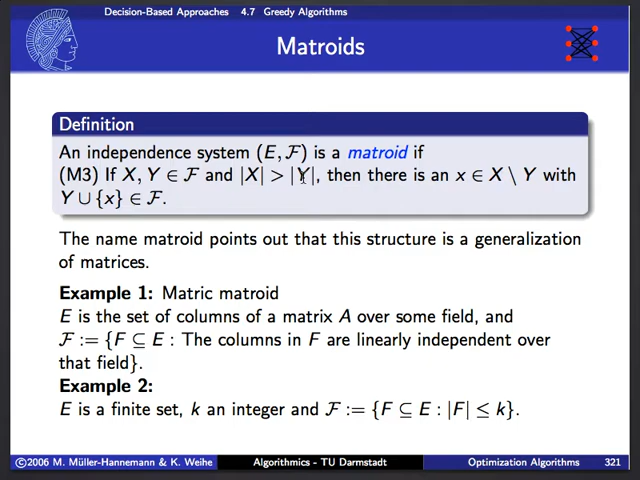 Decision-Based Approaches 4.7 Greedy Algorithms
Matroids
Definition
An independence system (E, ℱ) is a matroid if
(M3) If X, Y ∈ ℱ and |X| > |Y|, then there is an x ∈ X \ Y with
Y ∪ {x} ∈ ℱ.
The name matroid points out that this structure is a generalization
of matrices.
Example 1: Matric matroid
E is the set of columns of a matrix A over some field, and
ℱ := {F ⊆ E : The columns in F are linearly independent over
that field}.
Example 2:
E is a finite set, k an integer and ℱ := {F ⊆ E : |F| ≤ k}.
©2006 M. Müller-Hannemann & K. Weihe Algorithmics - TU Darmstadt Optimization Algorithms 321